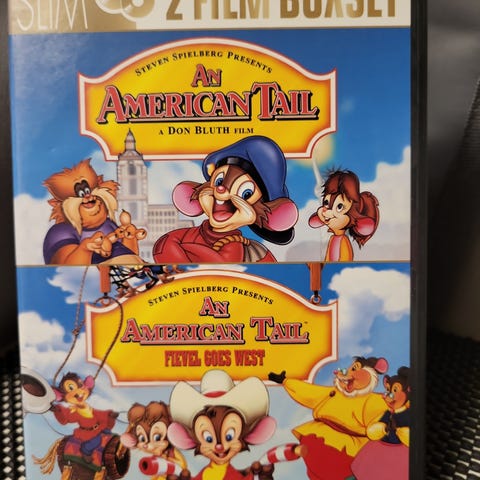 SLIM 2 FILM BOXSET
STEVEN SPIELBERG PRESENTS
AN
AMERICAN TAIL
A DON BLUTH FILM
STEVEN SPIELBERG PRESENTS
AN
AMERICAN TAIL™
FIEVEL GOES WEST